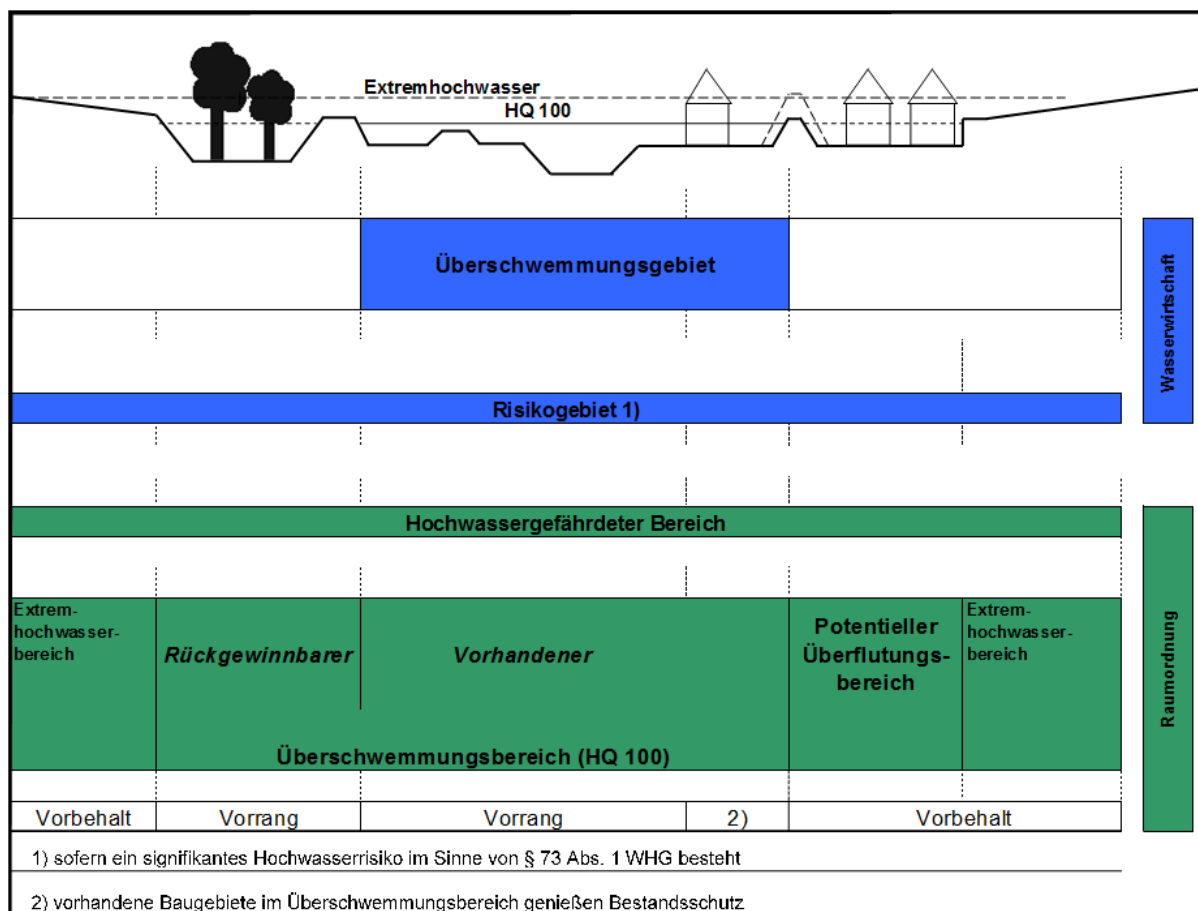 Extremhochwasser
HQ 100
Überschwemmungsgebiet
Wasserwirtschaft
Risikogebiet 1)
Hochwassergefährdeter Bereich
Extrem-
hochwasser-
bereich
Rückgewinnbarer
Vorhandener
Potentieller
Überflutungs-
bereich
Extrem-
hochwasser-
bereich
Überschwemmungsbereich (HQ 100)
Raumordnung
Vorbehalt Vorrang Vorrang 2) Vorbehalt
1) sofern ein signifikantes Hochwasserrisiko im Sinne von § 73 Abs. 1 WHG besteht
2) vorhandene Baugebiete im Überschwemmungsbereich genießen Bestandsschutz